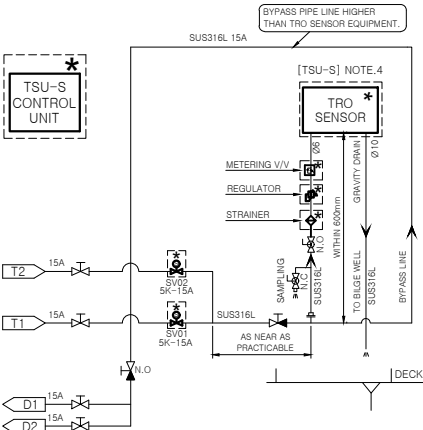 BYPASS PIPE LINE HIGHER
THAN TRO SENSOR EQUIPMENT.
SUS316L 15A
[TSU-S] NOTE.4
TSU-S
CONTROL
UNIT
*
TRO
SENSOR
*
Ø6
Ø10
METERING V/V
*
REGULATOR
*
STRAINER
*
N.O
GRAVITY DRAIN
WITHIN 600mm
TO BILGE WELL
SUS316L
BYPASS LINE
SAMPLING
N.C
SUS316L
T2
15A
*
SV02
5K-15A
T1
15A
*
SV01
5K-15A
SUS316L
AS NEAR AS
PRACTICABLE
N.O
DECK
D1
15A
D2
15A